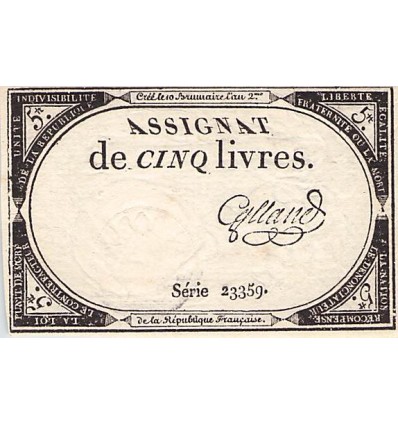 Créé le 10 Brumaire l'an 2me
UNITÉ INDIVISIBILITÉ
DE LA RÉPUBLIQUE
5.
LIBERTÉ ÉGALITÉ
FRATERNITÉ OU LA MORT
5.
ASSIGNAT
de CINQ livres.
Série 23359.
LA LOI PUNIT DE MORT
LE CONTREFACTEUR
5.
LA NATION RÉCOMPENSE
LE DÉNONCIATEUR
5.
de la République Française.